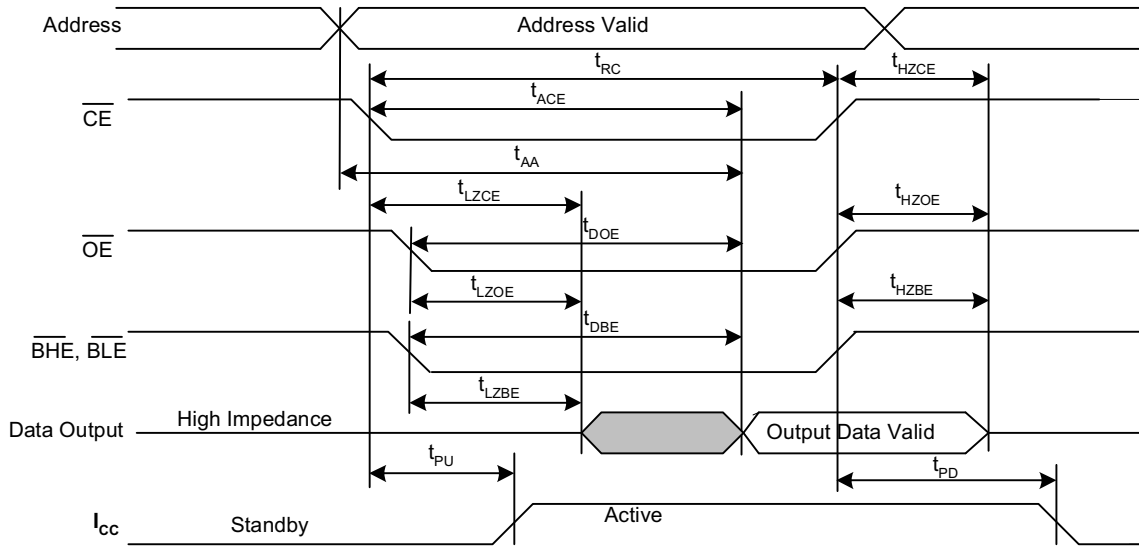 Address
Address Valid
tRC
tHZCE
tACE
CE
tAA
tLZCE
tHZOE
OE
tDOE
tLZOE
tHZBE
tDBE
BHE, BLE
tLZBE
Data Output
High Impedance
Output Data Valid
tPU
tPD
ICC
Standby
Active